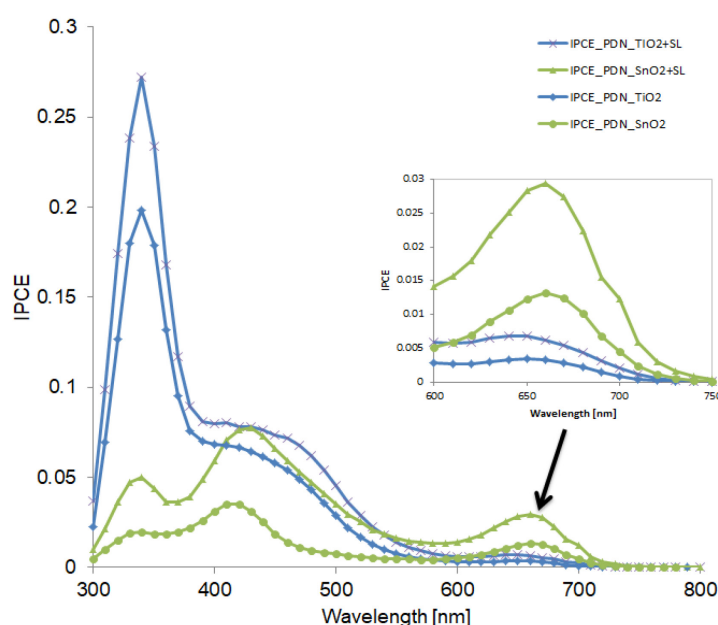 0.3
0.25
0.2
0.15
0.1
0.05
0
IPCE
300 400 500 600 700 800
Wavelength [nm]
IPCE_PDN_TIO2+SL
IPCE_PDN_SnO2+SL
IPCE_PDN_TiO2
IPCE_PDN_SnO2
0.03
0.025
0.02
0.015
0.01
0.005
0
IPCE
600 650 700 750
Wavelength [nm]